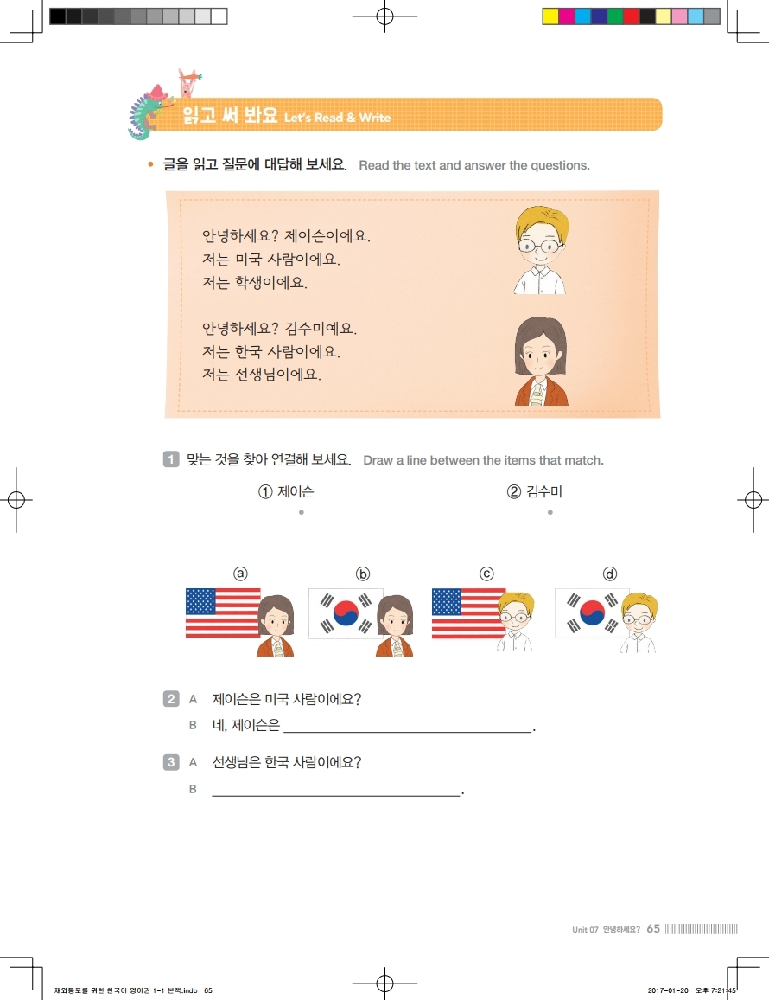 읽고 써 봐요 Let's Read & Write
• 글을 읽고 질문에 대답해 보세요. Read the text and answer the questions.
안녕하세요? 제이슨이에요.
저는 미국 사람이에요.
저는 학생이에요.
안녕하세요? 김수미예요.
저는 한국 사람이에요.
저는 선생님이에요.
1 맞는 것을 찾아 연결해 보세요. Draw a line between the items that match.
① 제이슨 ② 김수미
ⓐ ⓑ ⓒ ⓓ
2 A 제이슨은 미국 사람이에요?
B 네, 제이슨은 ______________________________.
3 A 선생님은 한국 사람이에요?
B ______________________________.
Unit 07 안녕하세요? 65
재외동포를 위한 한국어 영어권 1-1 본책.indb 65 2017-01-20 오후 7:21:45